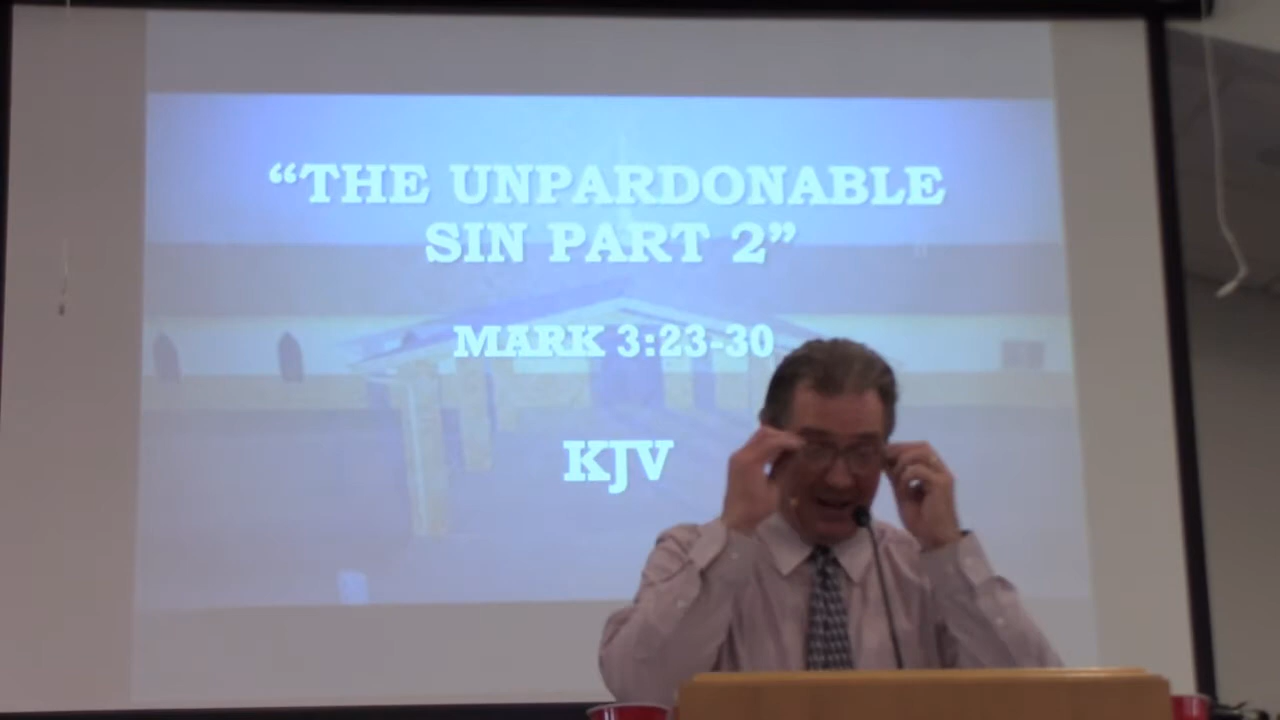 “THE UNPARDONABLE
SIN PART 2”
MARK 3:23-30
KJV